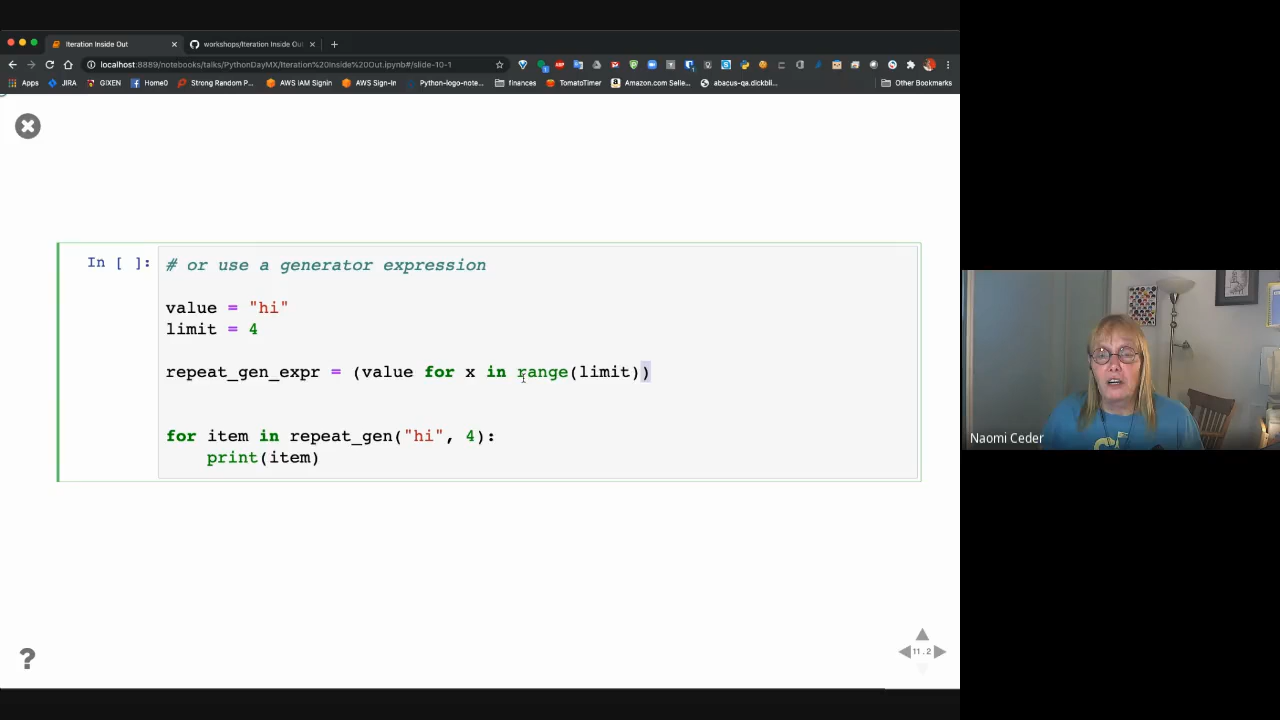 Iteration Inside Out
workshops/Iteration Inside Out
localhost:8889/notebooks/talks/PythonDayMX/Iteration%20Inside%20Out.ipynb#/slide-10-1
Apps JIRA GIXEN Home0 Strong Random P... AWS IAM Signin AWS Sign-In Python-logo-note... finances TomatoTimer Amazon.com Selle... abacus-qa.dickbli... Other Bookmarks
In [ ]: # or use a generator expression
value = "hi"
limit = 4
repeat_gen_expr = (value for x in range(limit))
for item in repeat_gen("hi", 4):
    print(item)
Naomi Ceder
?
11.2